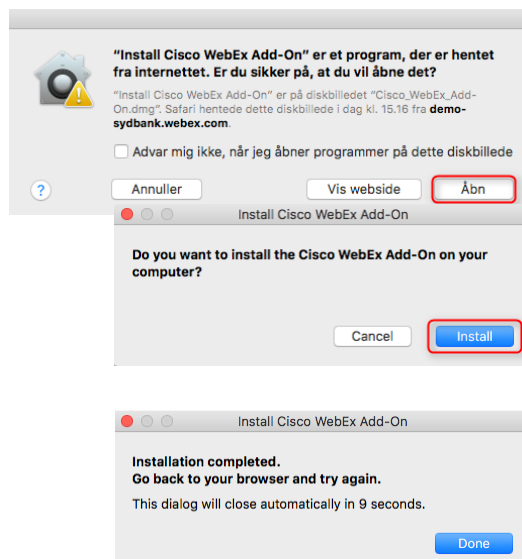 “Install Cisco WebEx Add-On” er et program, der er hentet
fra internettet. Er du sikker på, at du vil åbne det?
“Install Cisco WebEx Add-On” er på diskbilledet “Cisco_WebEx_Add-
On.dmg”. Safari hentede dette diskbillede i dag kl. 15.16 fra demo-
sydbank.webex.com.
Advar mig ikke, når jeg åbner programmer på dette diskbillede
? Annuller Vis webside Åbn
Install Cisco WebEx Add-On
Do you want to install the Cisco WebEx Add-On on your
computer?
Cancel Install
Install Cisco WebEx Add-On
Installation completed.
Go back to your browser and try again.
This dialog will close automatically in 9 seconds.
Done